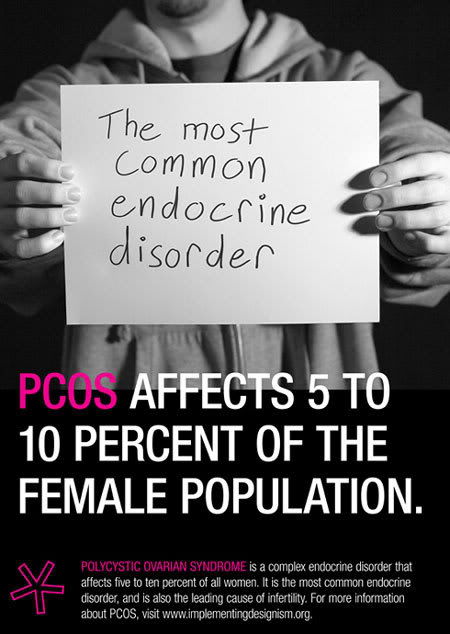 The most
common
endocrine
disorder
PCOS AFFECTS 5 TO
10 PERCENT OF THE
FEMALE POPULATION.
POLYCYSTIC OVARIAN SYNDROME is a complex endocrine disorder that
affects five to ten percent of all women. It is the most common endocrine
disorder, and is also the leading cause of infertility. For more information
about PCOS, visit www.implementingdesignism.org.